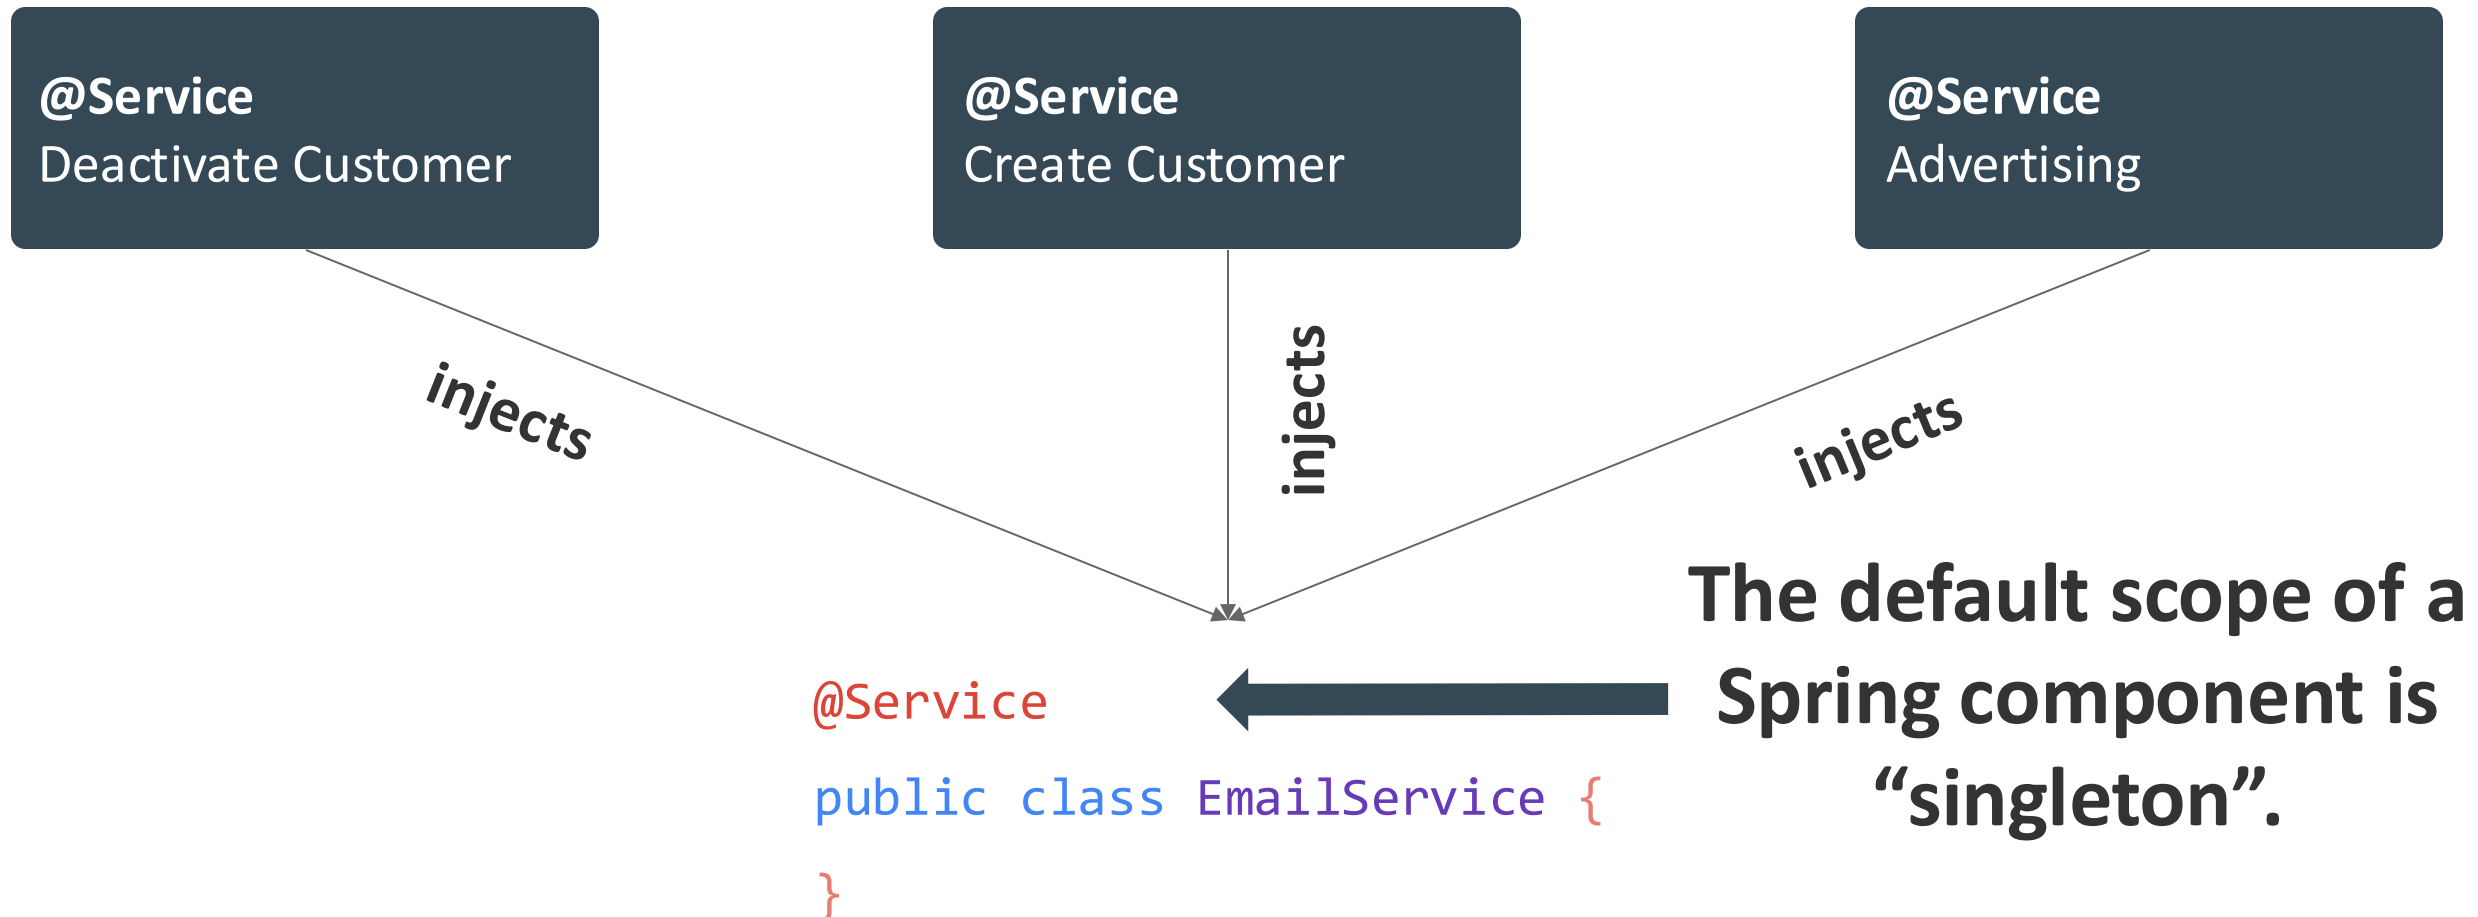 @Service
Deactivate Customer
@Service
Create Customer
@Service
Advertising
injects
injects
injects
The default scope of a
Spring component is
“singleton”.
@Service
public class EmailService {
}